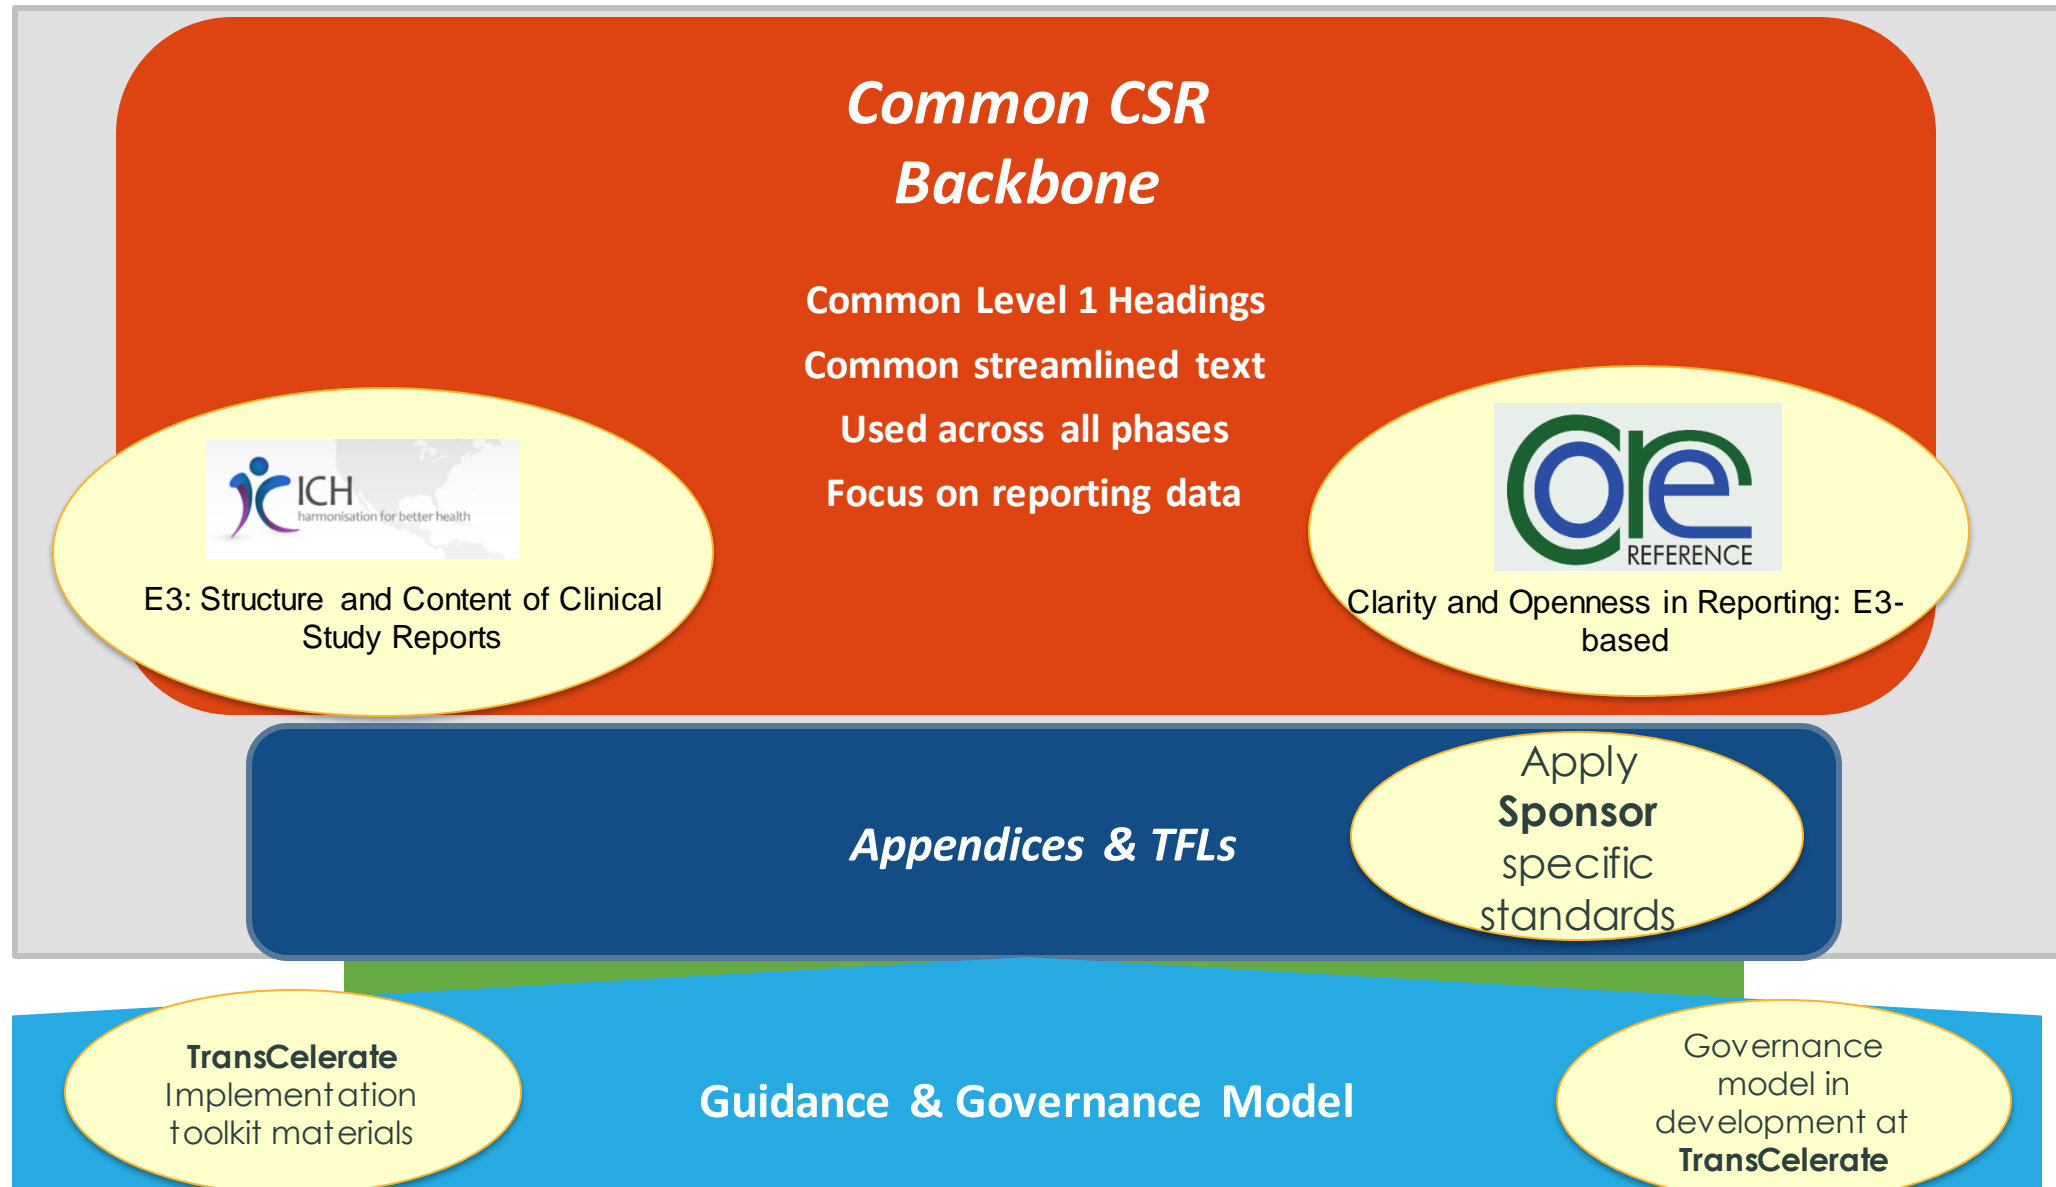 Common CSR
Backbone
Common Level 1 Headings
Common streamlined text
Used across all phases
Focus on reporting data
ICH
harmonisation for better health
E3: Structure and Content of Clinical
Study Reports
Core
REFERENCE
Clarity and Openness in Reporting: E3-
based
Appendices & TFLs
Apply
Sponsor
specific
standards
TransCelerate
Implementation
toolkit materials
Guidance & Governance Model
Governance
model in
development at
TransCelerate